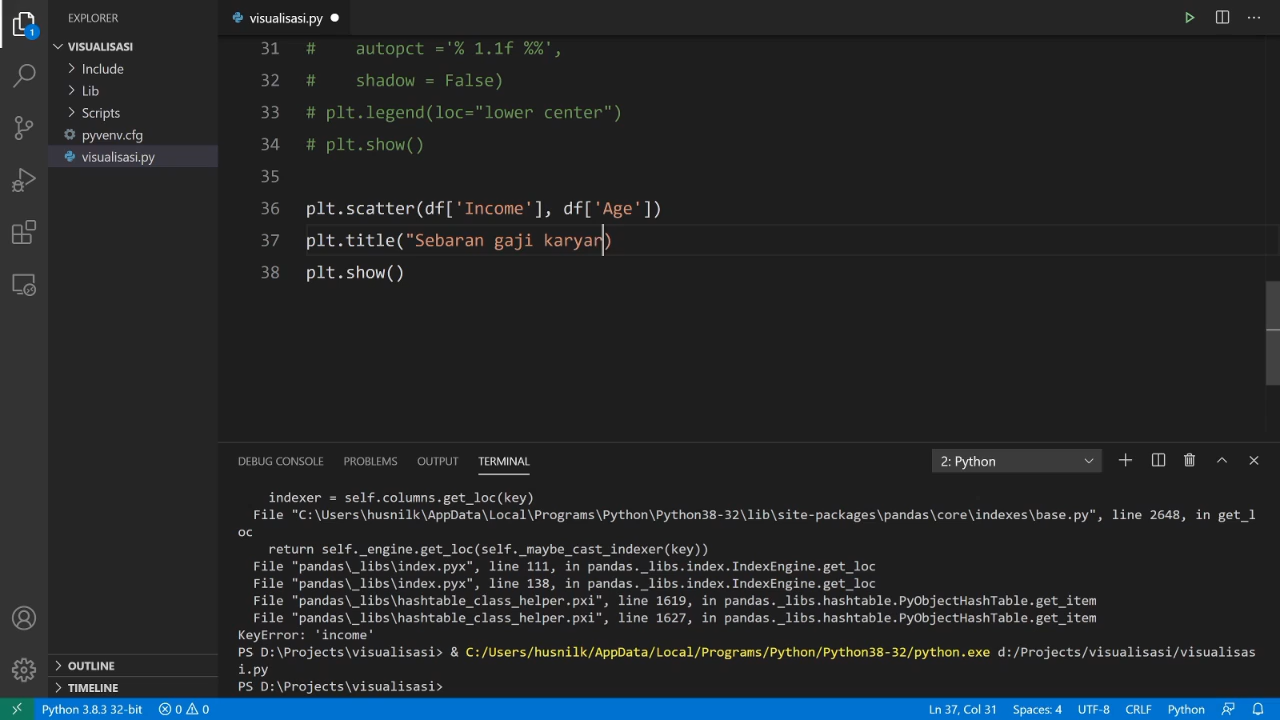 EXPLORER
visualisasi.py
VISUALISASI
Include
Lib
Scripts
pyvenv.cfg
visualisasi.py
1
31 # autopct ='% 1.1f %%',
32 # shadow = False)
33 # plt.legend(loc="lower center")
34 # plt.show()
35
36 plt.scatter(df['Income'], df['Age'])
37 plt.title("Sebaran gaji karyar)
38 plt.show()
DEBUG CONSOLE PROBLEMS OUTPUT TERMINAL 2: Python
indexer = self.columns.get_loc(key)
File "C:\Users\husnilk\AppData\Local\Programs\Python\Python38-32\lib\site-packages\pandas\core\indexes\base.py", line 2648, in get_l
oc
return self._engine.get_loc(self._maybe_cast_indexer(key))
File "pandas\_libs\index.pyx", line 111, in pandas._libs.index.IndexEngine.get_loc
File "pandas\_libs\index.pyx", line 138, in pandas._libs.index.IndexEngine.get_loc
File "pandas\_libs\hashtable_class_helper.pxi", line 1619, in pandas._libs.hashtable.PyObjectHashTable.get_item
File "pandas\_libs\hashtable_class_helper.pxi", line 1627, in pandas._libs.hashtable.PyObjectHashTable.get_item
KeyError: 'income'
PS D:\Projects\visualisasi> & C:/Users/husnilk/AppData/Local/Programs/Python/Python38-32/python.exe d:/Projects/visualisasi/visualisas
i.py
PS D:\Projects\visualisasi>
OUTLINE
TIMELINE
Python 3.8.3 32-bit 0 0 Ln 37, Col 31 Spaces: 4 UTF-8 CRLF Python